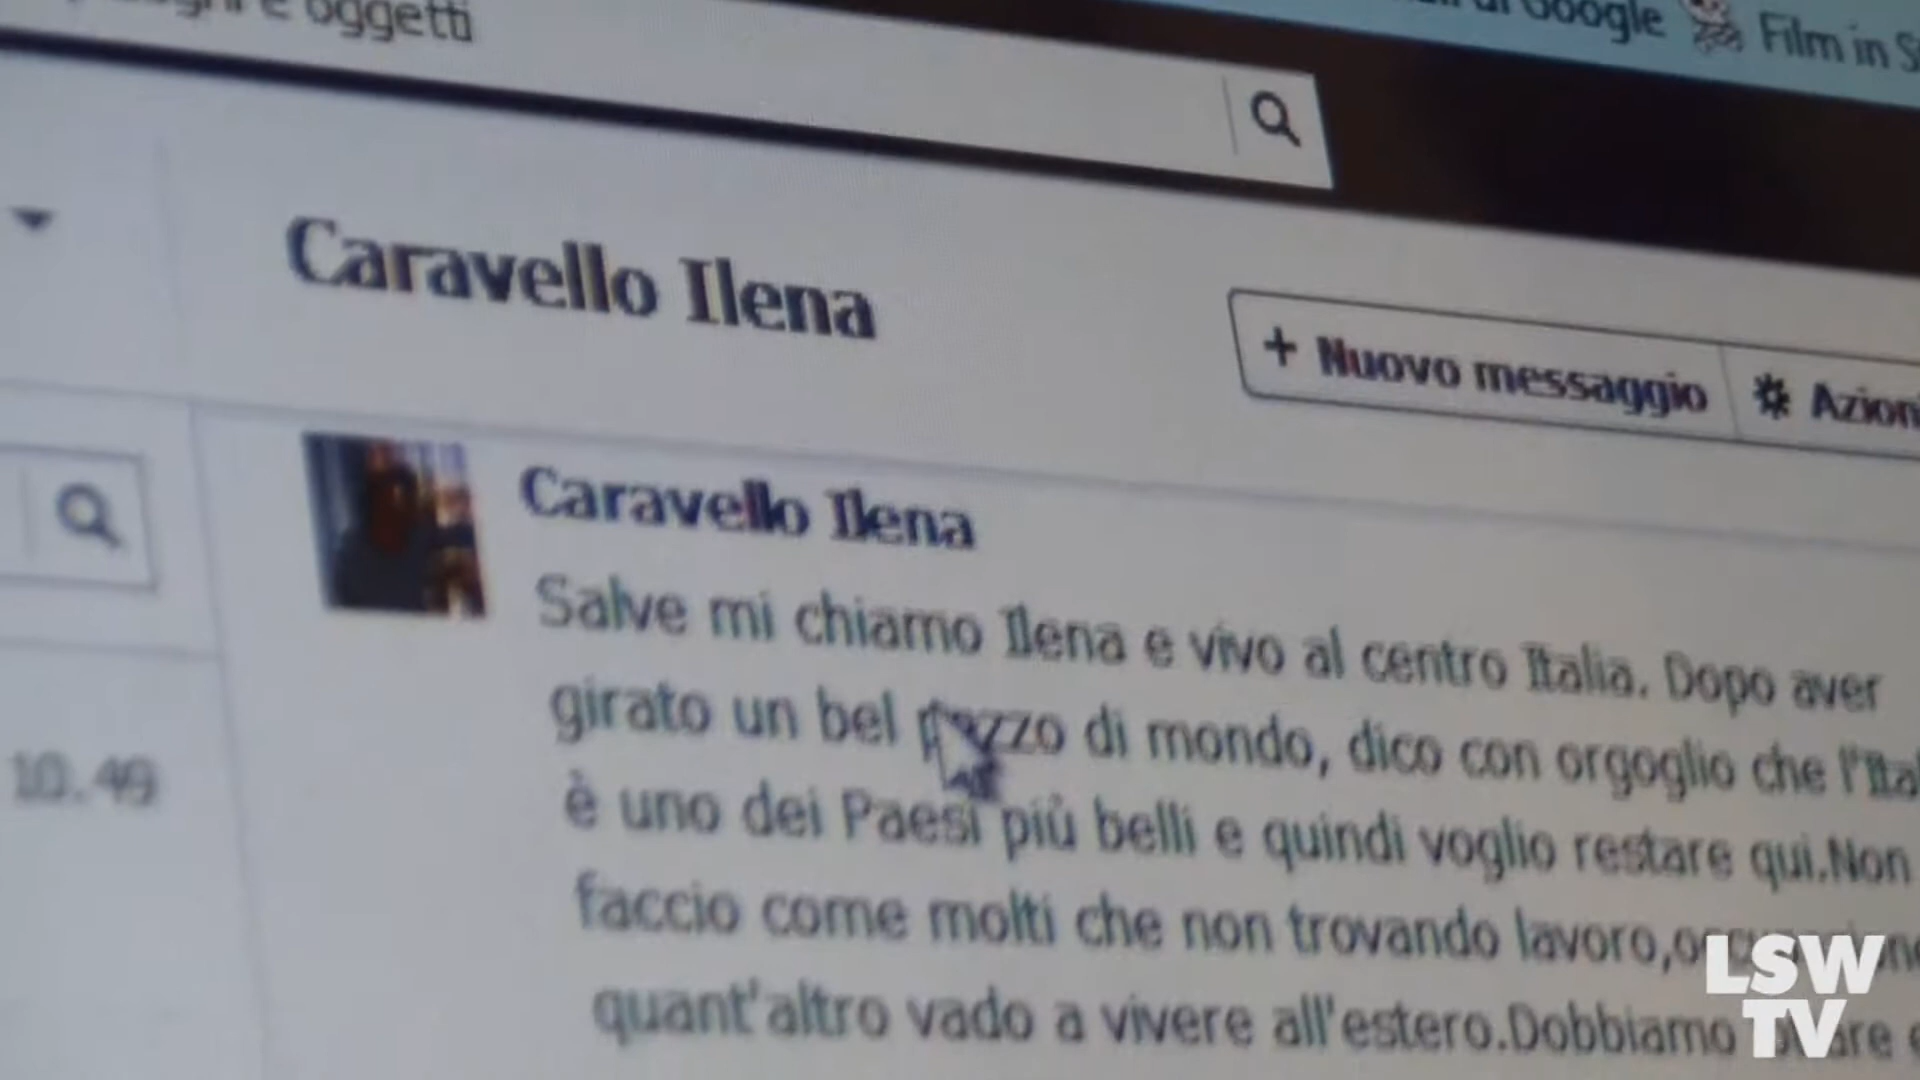 e oggetti
Google Film in
Caravello Ilena
+ Nuovo messaggio
Caravello Ilena
Salve mi chiamo Ilena e vivo al centro Italia. Dopo aver
girato un bel pezzo di mondo, dico con orgoglio che l'Ital
è uno dei Paesi più belli e quindi voglio restare qui.Non
10.49
faccio come molti che non trovando lavoro,
quant'altro vado a vivere all'estero.Dobbiamo
LSW
TV